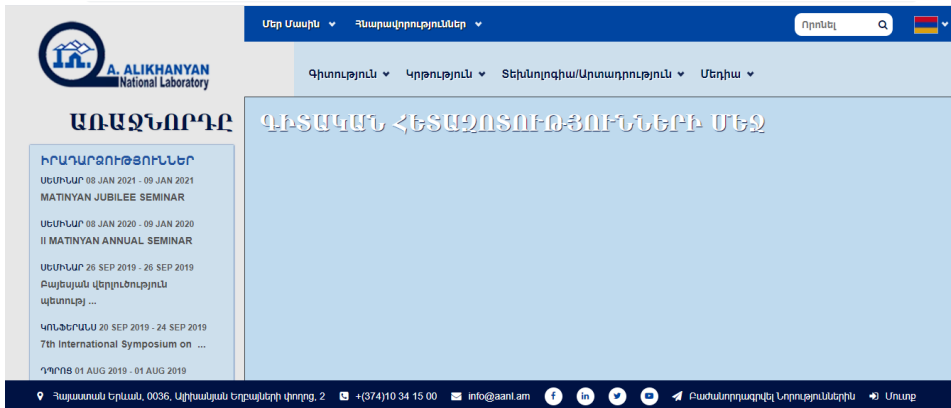 Մեր Մասին
Հնարավորություններ
Որոնել
A. ALIKHANYAN
National Laboratory
Գիտություն
Կրթություն
Տեխնոլոգիա/Արտադրություն
Մեդիա
ԱՌԱՋՆՈՐԴԸ ԳԻՏԱԿԱՆ ՀԵՏԱԶՈՏՈՒԹՅՈՒՆՆԵՐԻ ՄԵՋ
ԻՐԱԴԱՐՁՈՒԹՅՈՒՆՆԵՐ
ՍԵՄԻՆԱՐ 08 JAN 2021 - 09 JAN 2021
MATINYAN JUBILEE SEMINAR
ՍԵՄԻՆԱՐ 08 JAN 2020 - 09 JAN 2020
II MATINYAN ANNUAL SEMINAR
ՍԵՄԻՆԱՐ 26 SEP 2019 - 26 SEP 2019
Բայեսյան վերլուծություն
պետությ ...
ԿՈՆՖԵՐԱՆՍ 20 SEP 2019 - 24 SEP 2019
7th International Symposium on ...
ԴՊՐՈՑ 01 AUG 2019 - 01 AUG 2019
Հայաստան Երևան, 0036, Ալիխանյան Եղբայների փողոց, 2
+(374)10 34 15 00
info@aanl.am
Բաժանորդագրվել Նորություններին
Մուտք